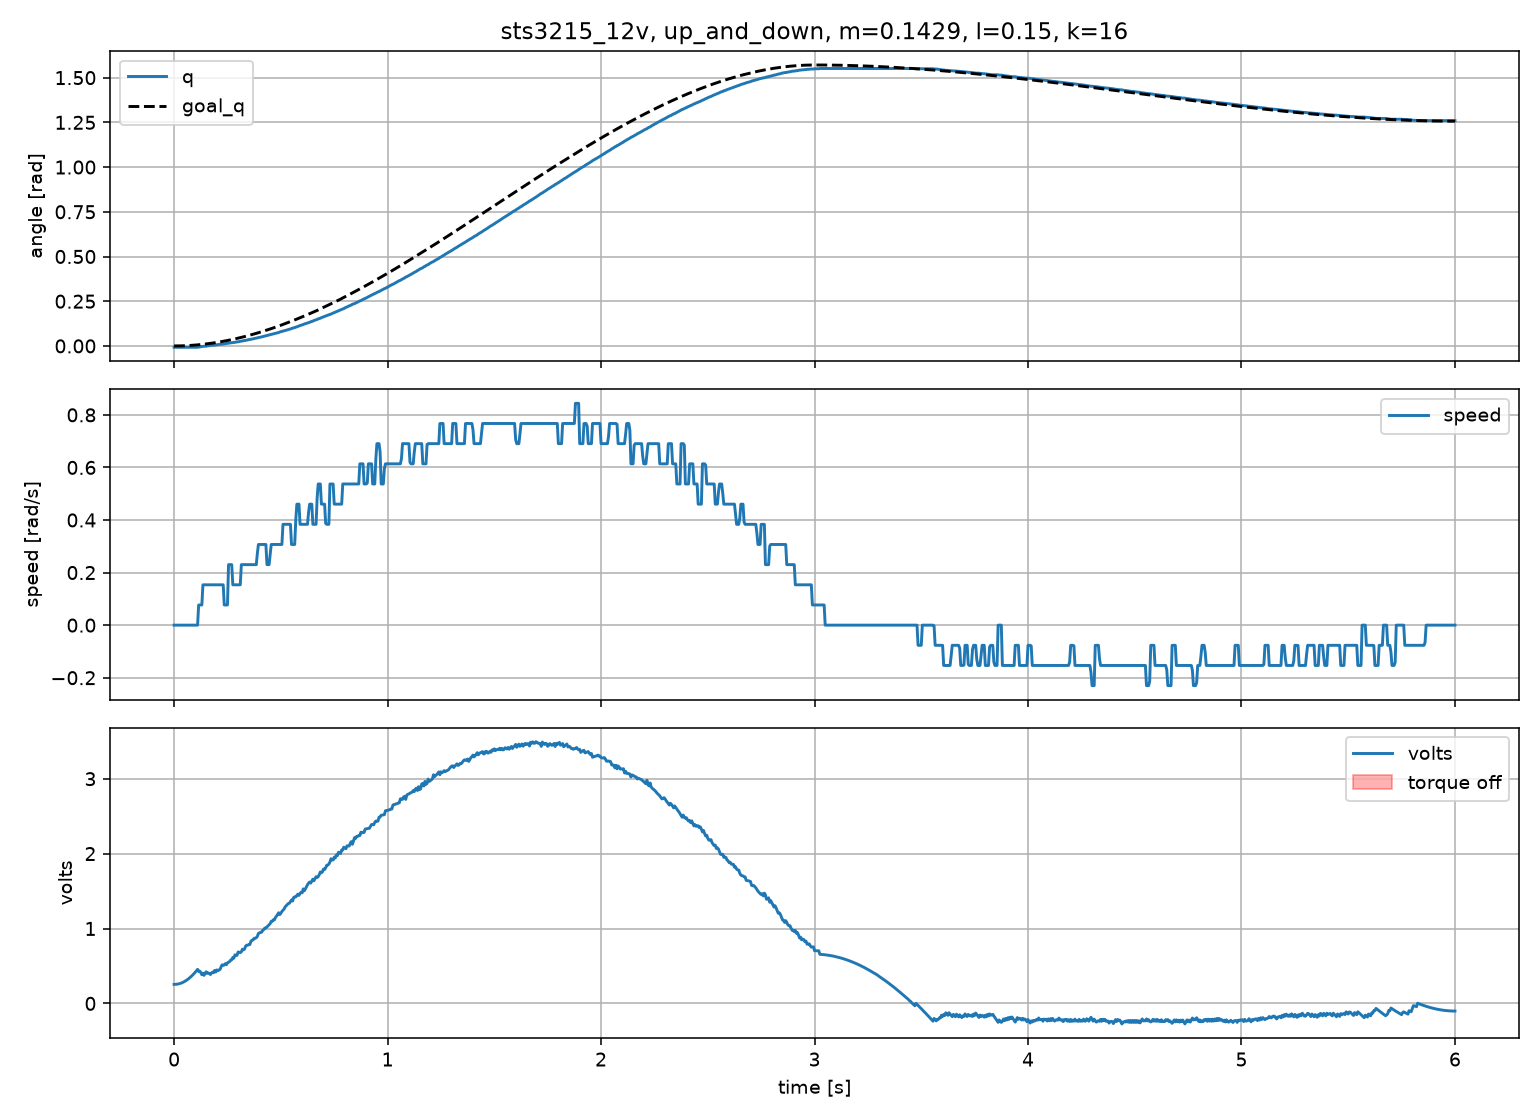 sts3215_12v, up_and_down, m=0.1429, l=0.15, k=16
q
goal_q
angle [rad]
1.50
1.25
1.00
0.75
0.50
0.25
0.00
speed
speed [rad/s]
0.8
0.6
0.4
0.2
0.0
−0.2
volts
torque off
volts
3
2
1
0
0 1 2 3 4 5 6
time [s]